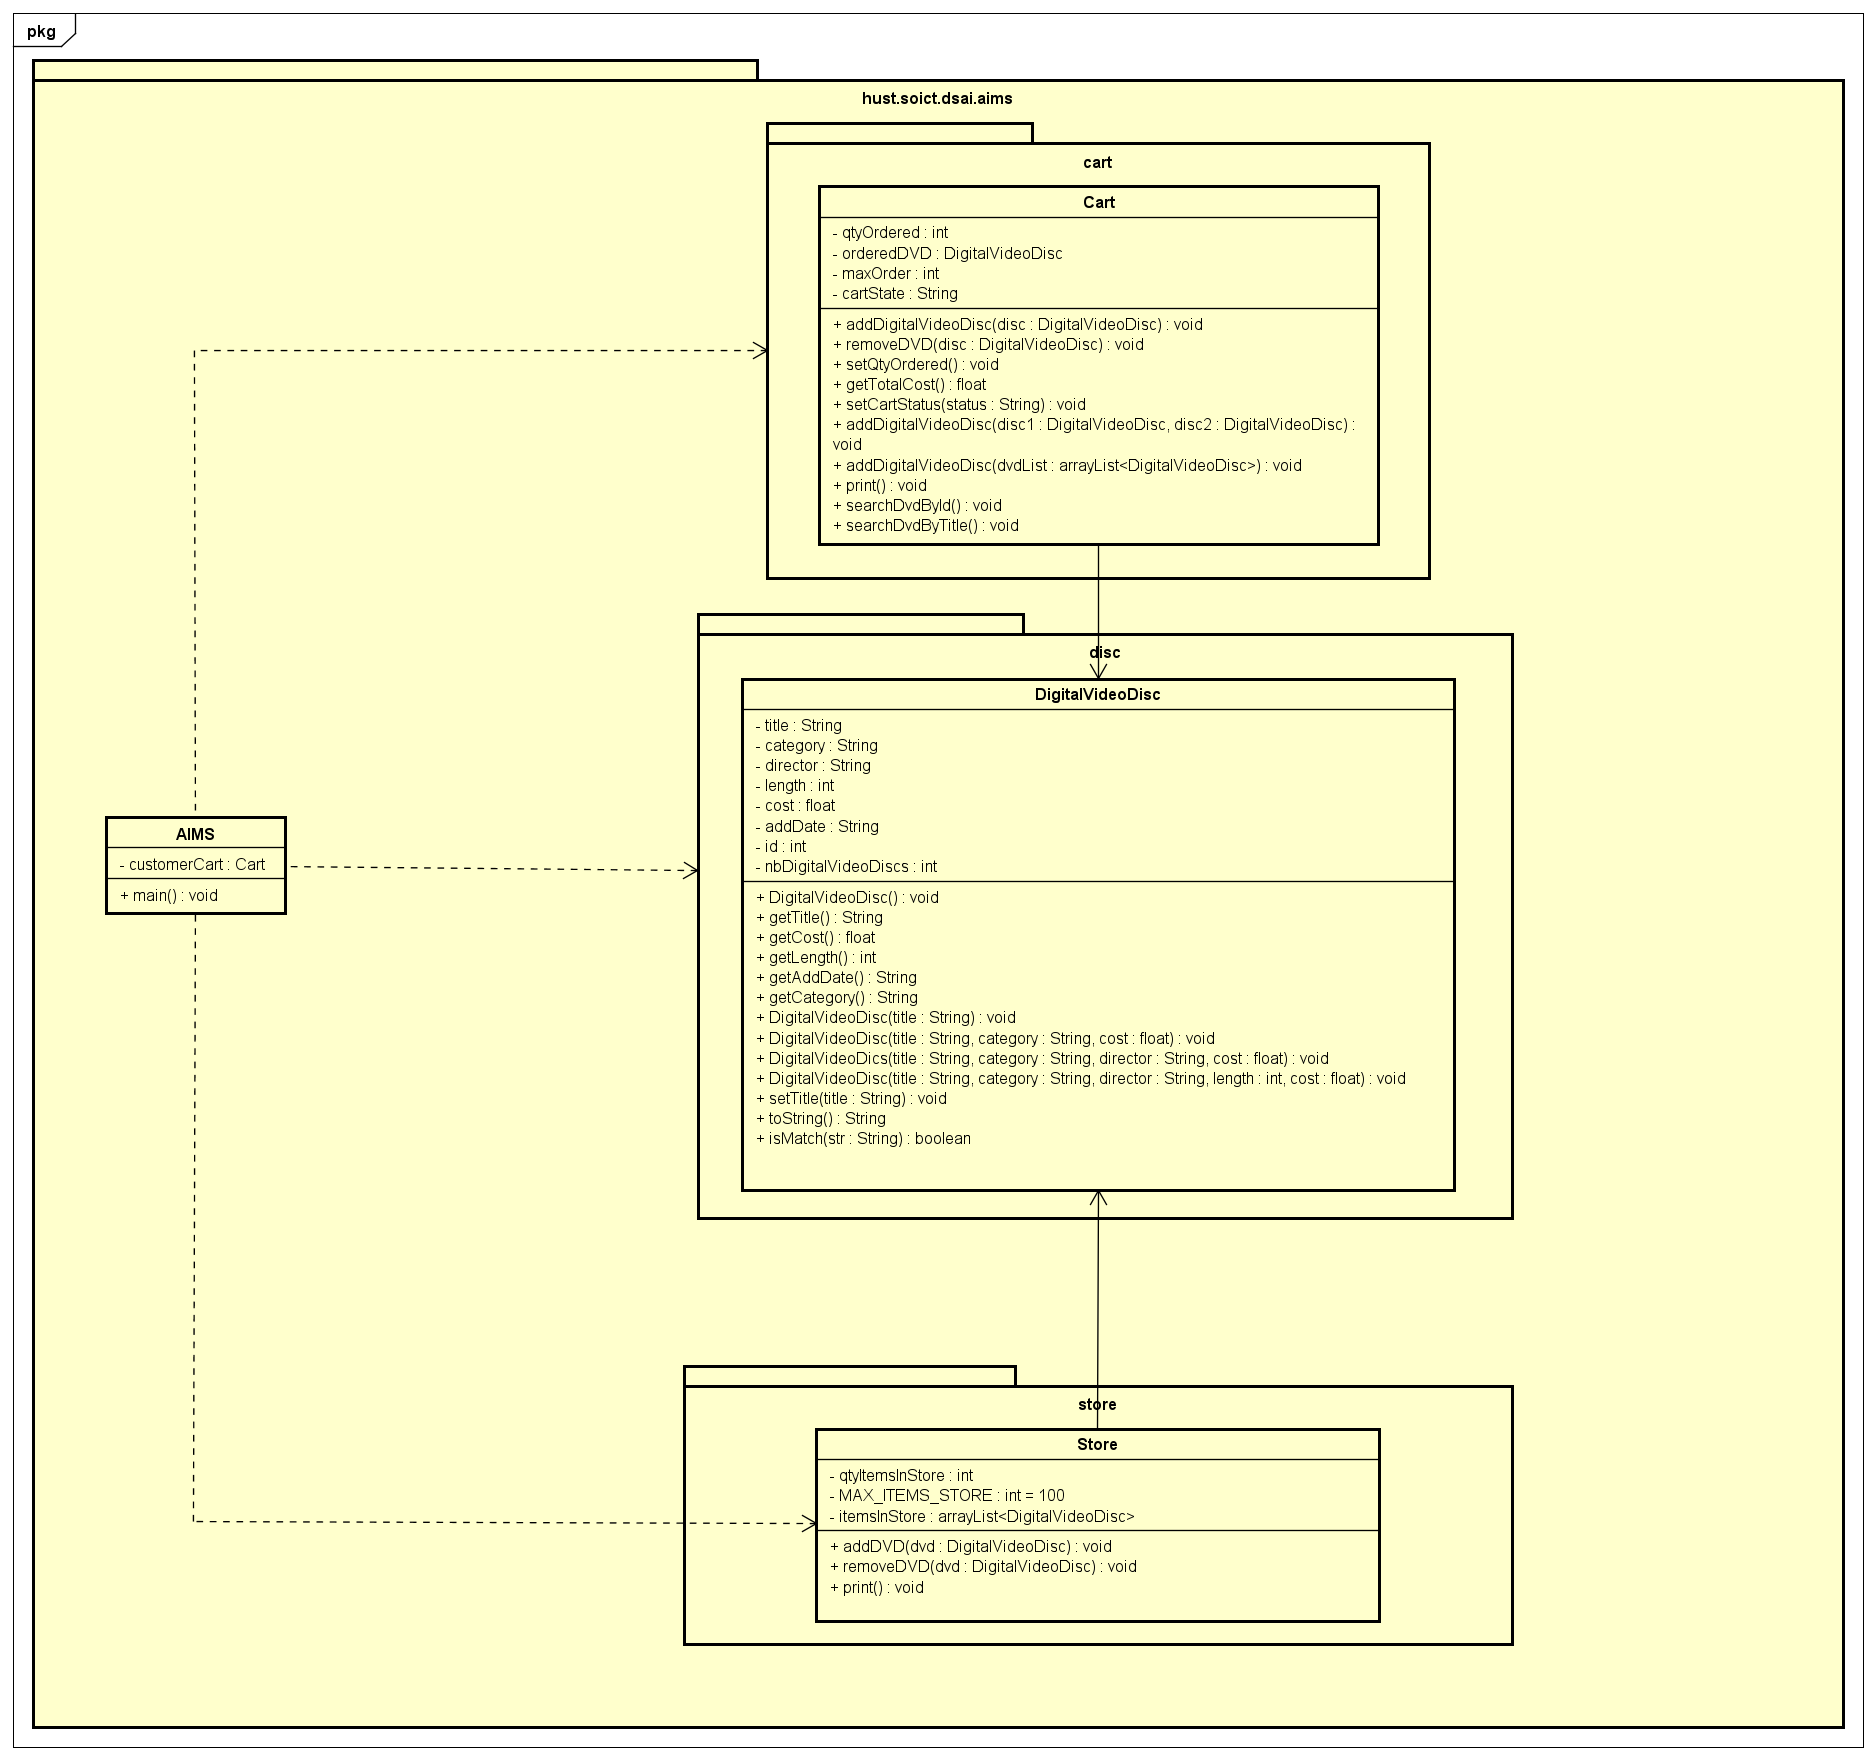 pkg
hust.soict.dsai.aims
cart
Cart
- qtyOrdered : int
- orderedDVD : DigitalVideoDisc
- maxOrder : int
- cartState : String
+ addDigitalVideoDisc(disc : DigitalVideoDisc) : void
+ removeDVD(disc : DigitalVideoDisc) : void
+ setQtyOrdered() : void
+ getTotalCost() : float
+ setCartStatus(status : String) : void
+ addDigitalVideoDisc(disc1 : DigitalVideoDisc, disc2 : DigitalVideoDisc) :
void
+ addDigitalVideoDisc(dvdList : arrayList<DigitalVideoDisc>) : void
+ print() : void
+ searchDvdById() : void
+ searchDvdByTitle() : void
disc
DigitalVideoDisc
- title : String
- category : String
- director : String
- length : int
- cost : float
- addDate : String
- id : int
- nbDigitalVideoDiscs : int
+ DigitalVideoDisc() : void
+ getTitle() : String
+ getCost() : float
+ getLength() : int
+ getAddDate() : String
+ getCategory() : String
+ DigitalVideoDisc(title : String) : void
+ DigitalVideoDisc(title : String, category : String, cost : float) : void
+ DigitalVideoDics(title : String, category : String, director : String, cost : float) : void
+ DigitalVideoDisc(title : String, category : String, director : String, length : int, cost : float) : void
+ setTitle(title : String) : void
+ toString() : String
+ isMatch(str : String) : boolean
AIMS
- customerCart : Cart
+ main() : void
store
Store
- qtyItemsInStore : int
- MAX_ITEMS_STORE : int = 100
- itemsInStore : arrayList<DigitalVideoDisc>
+ addDVD(dvd : DigitalVideoDisc) : void
+ removeDVD(dvd : DigitalVideoDisc) : void
+ print() : void